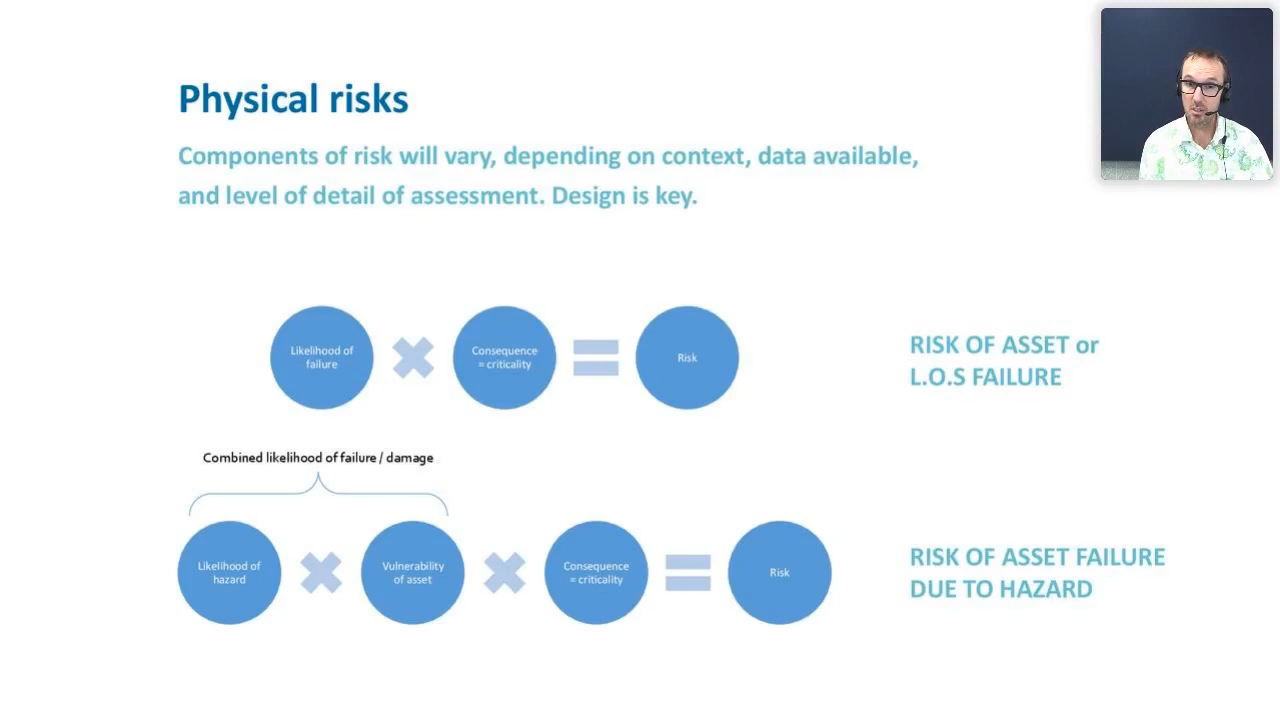 Physical risks
Components of risk will vary, depending on context, data available,
and level of detail of assessment. Design is key.
Likelihood of
failure
Consequence
= criticality
Risk
RISK OF ASSET or
L.O.S FAILURE
Combined likelihood of failure / damage
Likelihood of
hazard
Vulnerability
of asset
Consequence
= criticality
Risk
RISK OF ASSET FAILURE
DUE TO HAZARD